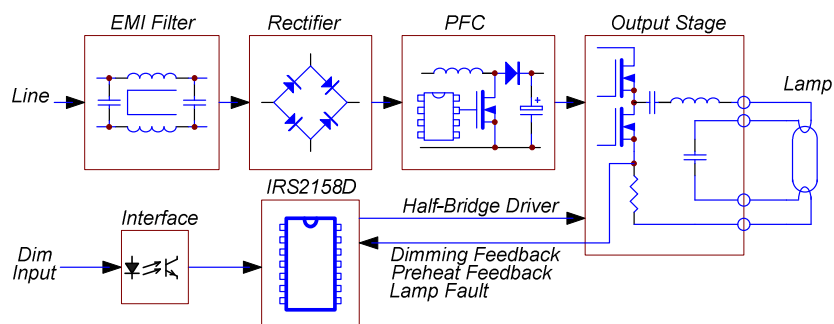 EMI Filter
Rectifier
PFC
Output Stage
Line
Lamp
+
IRS2158D
Interface
Half-Bridge Driver
Dim
Input
Dimming Feedback
Preheat Feedback
Lamp Fault